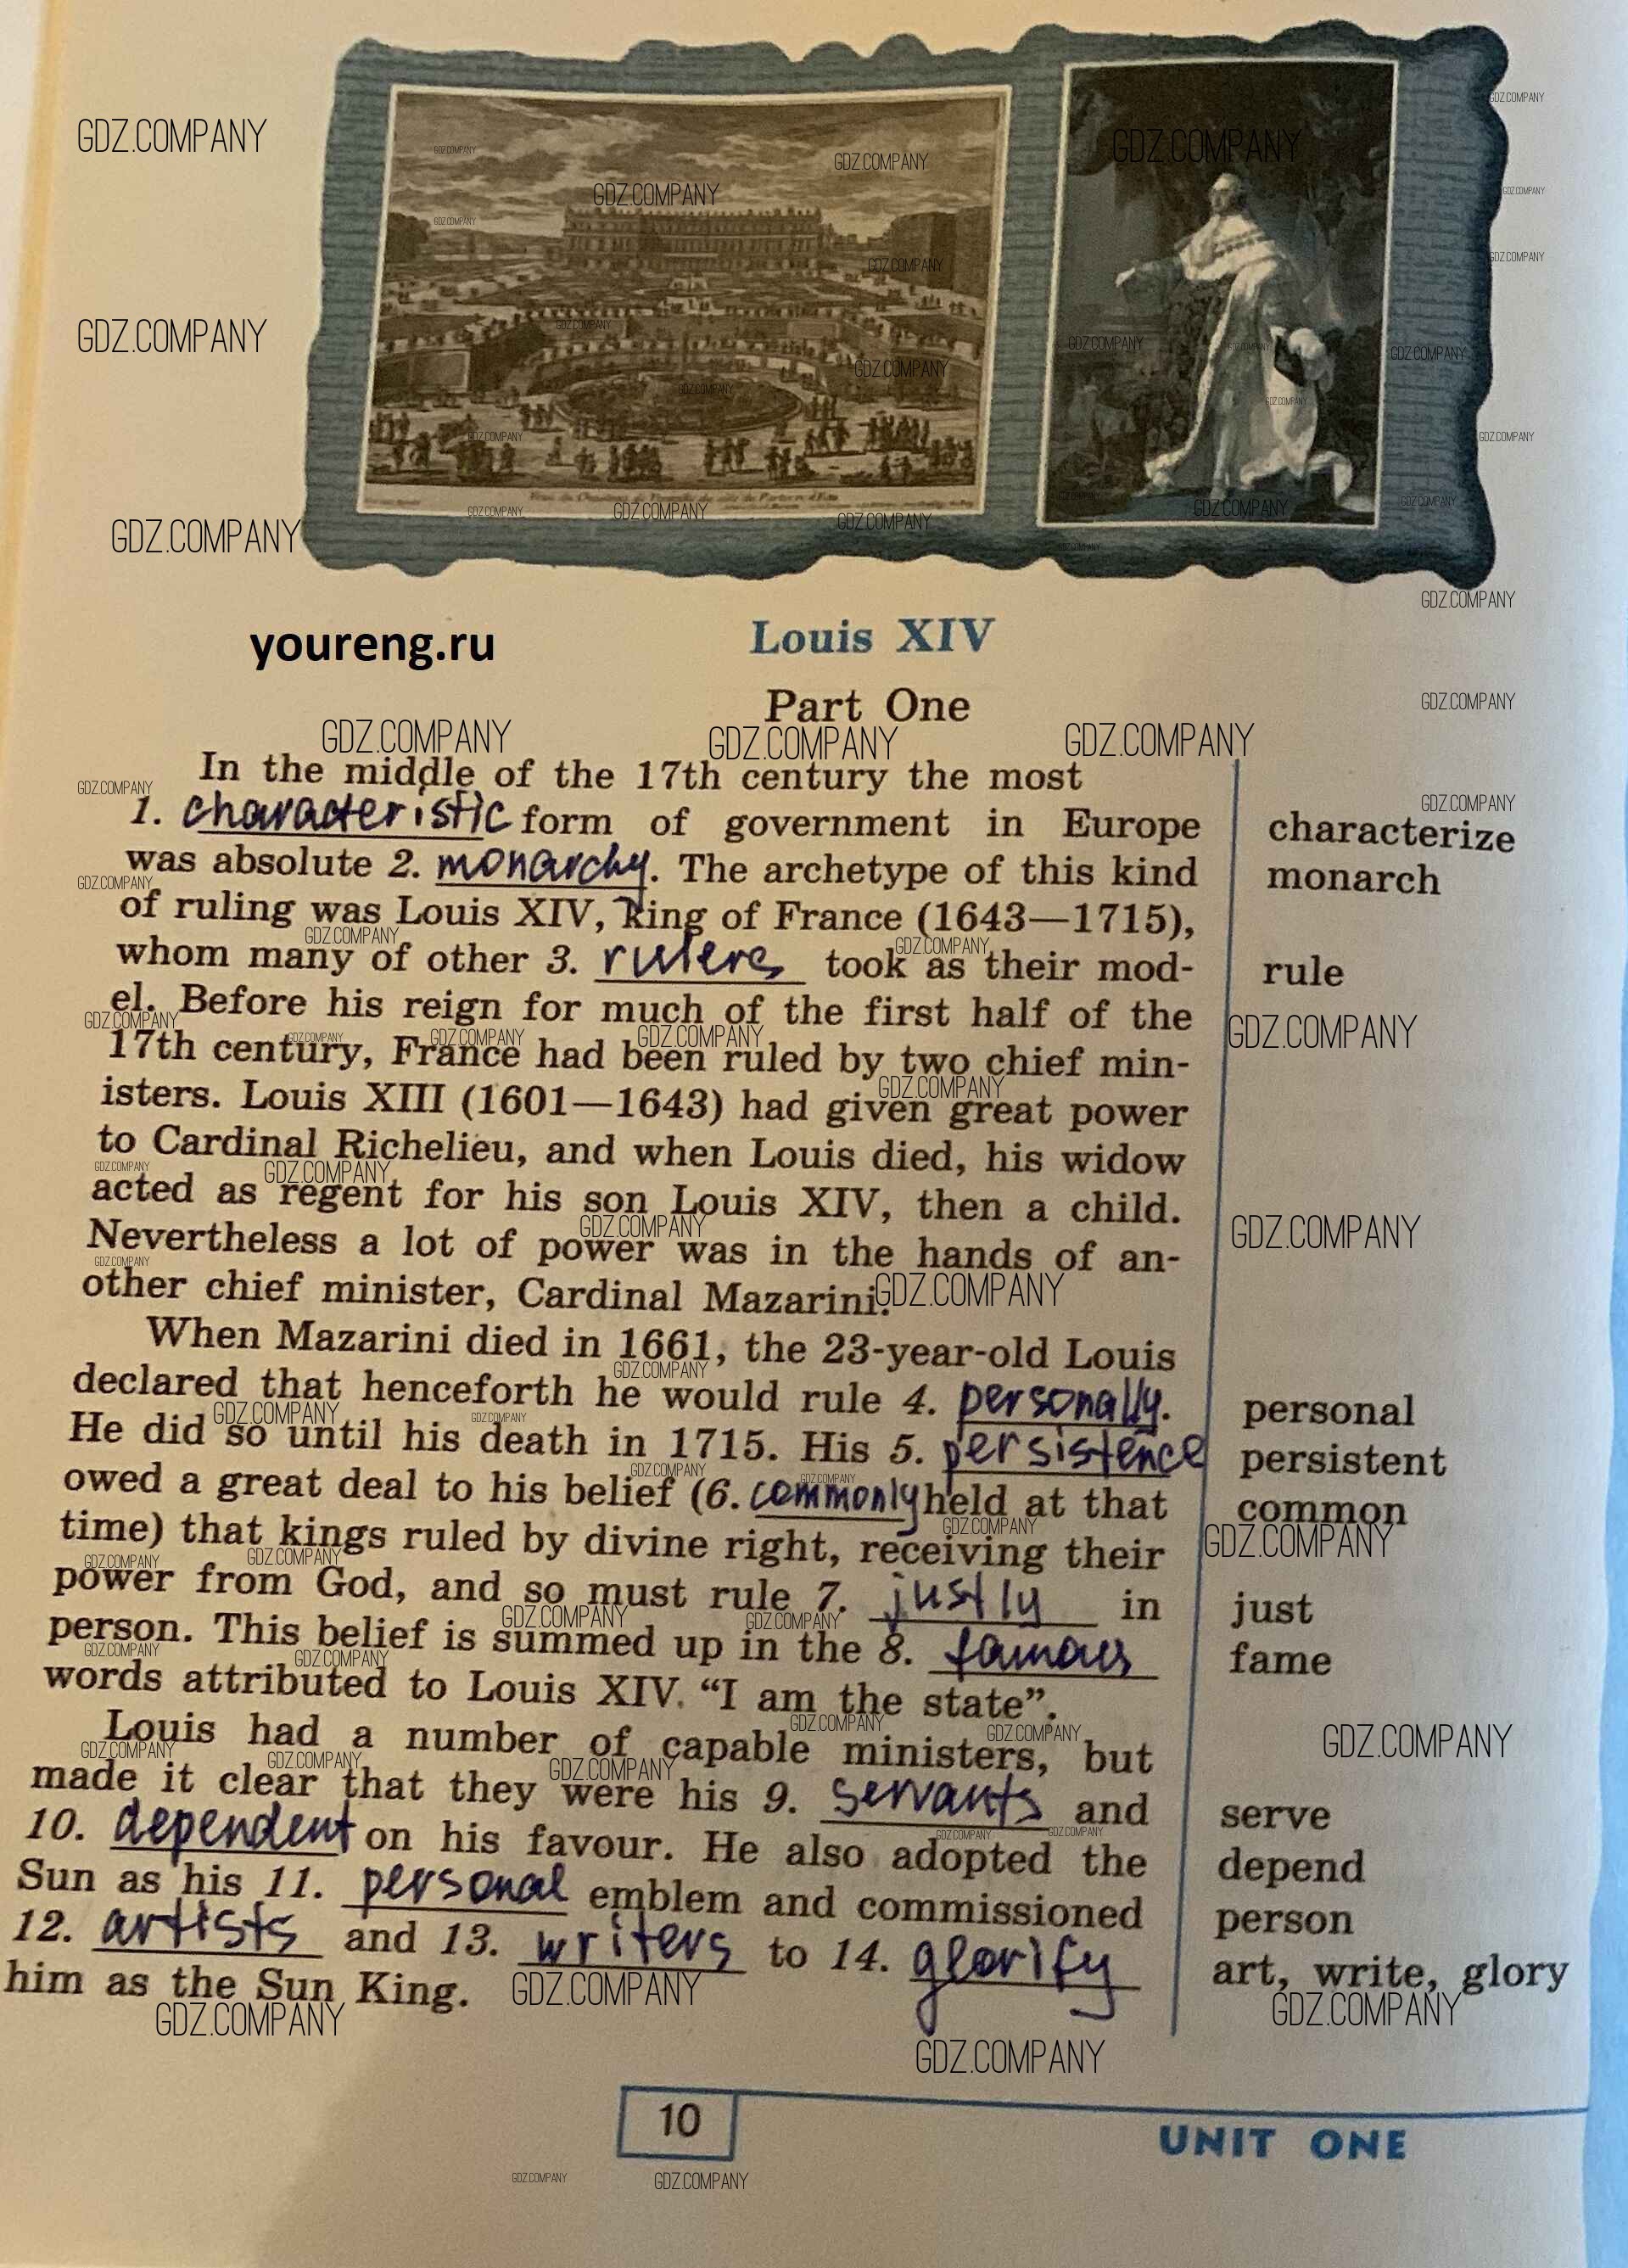 youreng.ru
Louis XIV
Part One
In the middle of the 17th century the most
1. characteristic form of government in Europe
was absolute 2. monarchy. The archetype of this kind
of ruling was Louis XIV, king of France (1643—1715),
whom many of other 3. rulers took as their mod-
el. Before his reign for much of the first half of the
17th century, France had been ruled by two chief min-
isters. Louis XIII (1601—1643) had given great power
to Cardinal Richelieu, and when Louis died, his widow
acted as regent for his son Louis XIV, then a child.
Nevertheless a lot of power was in the hands of an-
other chief minister, Cardinal Mazarini.
When Mazarini died in 1661, the 23-year-old Louis
declared that henceforth he would rule 4. personally.
He did so until his death in 1715. His 5. persistence
owed a great deal to his belief (6. commonly held at that
time) that kings ruled by divine right, receiving their
power from God, and so must rule 7. justly in
person. This belief is summed up in the 8. famous
words attributed to Louis XIV. “I am the state”.
Louis had a number of capable ministers, but
made it clear that they were his 9. servants and
10. dependent on his favour. He also adopted the
Sun as his 11. personal emblem and commissioned
12. artists and 13. writers to 14. glorify
him as the Sun King.
characterize
monarch
rule
personal
persistent
common
just
fame
serve
depend
person
art, write, glory
10
UNIT ONE
GDZ.COMPANY